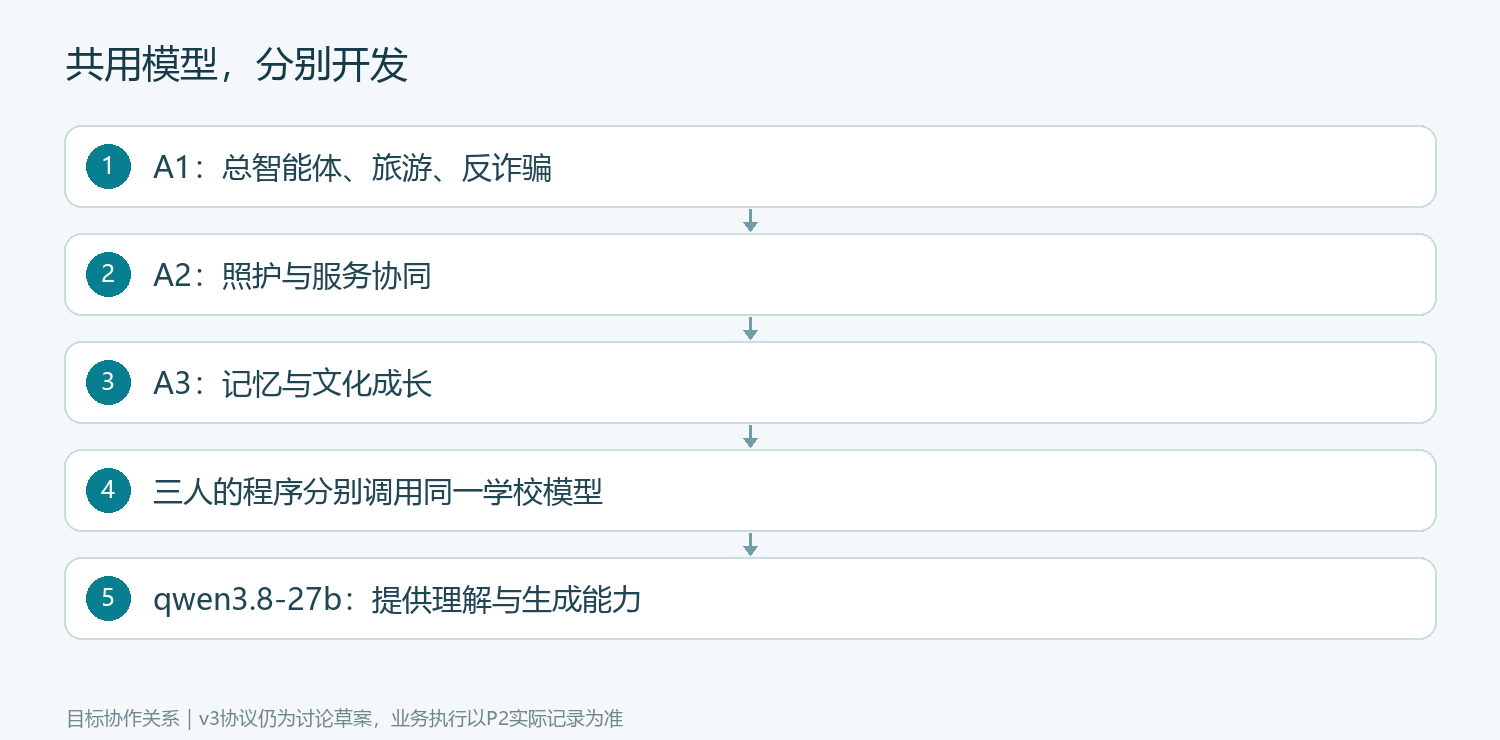 共用模型，分别开发
1 A1：总智能体、旅游、反诈骗
2 A2：照护与服务协同
3 A3：记忆与文化成长
4 三人的程序分别调用同一学校模型
5 qwen3.8-27b：提供理解与生成能力
目标协作关系｜v3协议仍为讨论草案，业务执行以P2实际记录为准